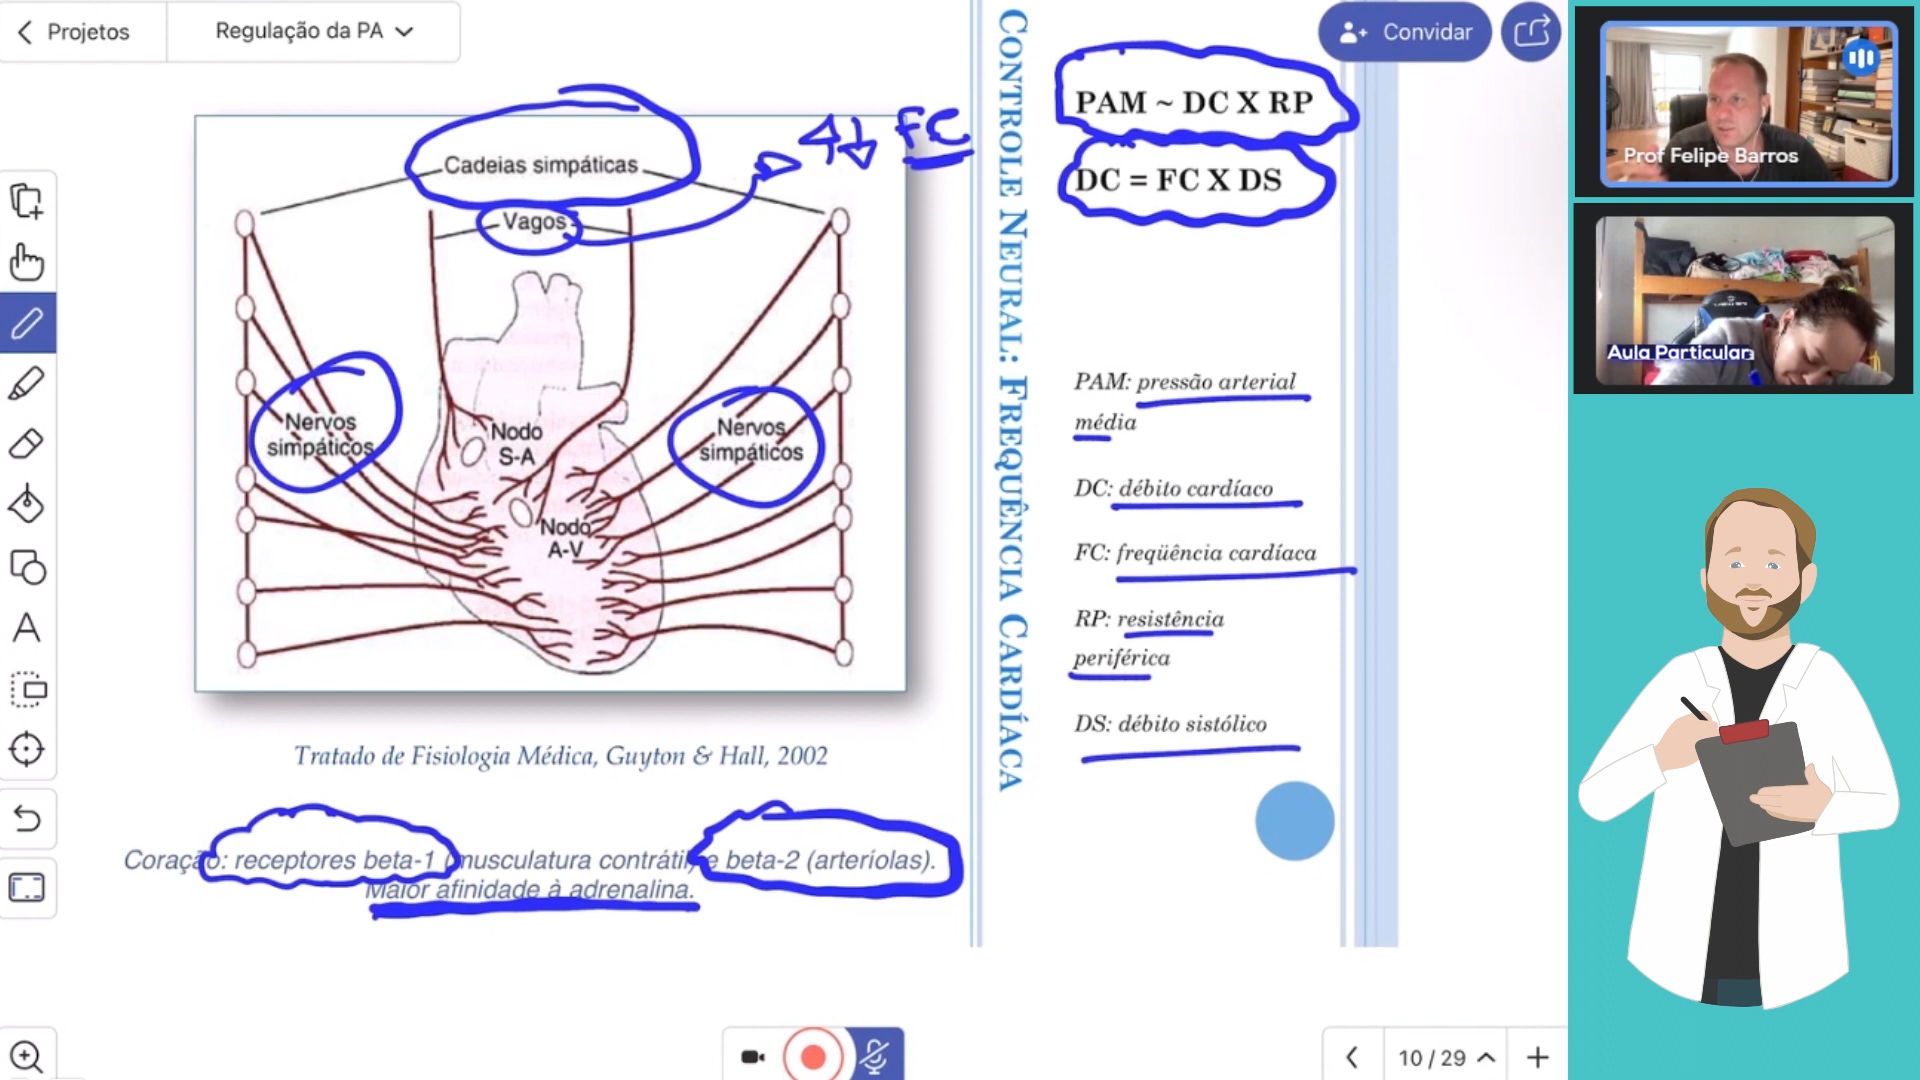 Projetos
Regulação da PA
Convidar
Cadeias simpáticas
Vagos
FC
Nervos
simpáticos
Nervos
simpáticos
Nodo
S-A
Nodo
A-V
Tratado de Fisiologia Médica, Guyton & Hall, 2002
Coração: receptores beta-1 (musculatura contrátil) e beta-2 (arteríolas).
Maior afinidade à adrenalina.
CONTROLE NEURAL: FREQUÊNCIA CARDÍACA
PAM ~ DC X RP
DC = FC X DS
PAM: pressão arterial
média
DC: débito cardíaco
FC: freqüência cardíaca
RP: resistência
periférica
DS: débito sistólico
10 / 29
Prof Felipe Barros
Aula Particular